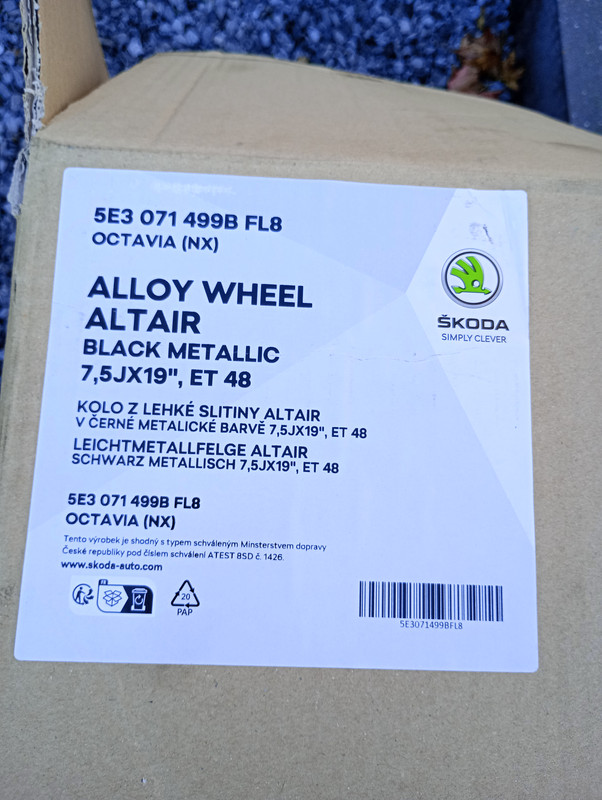 5E3 071 499B FL8
OCTAVIA (NX)
ŠKODA
SIMPLY CLEVER
ALLOY WHEEL
ALTAIR
BLACK METALLIC
7,5JX19", ET 48
KOLO Z LEHKÉ SLITINY ALTAIR
V ČERNÉ METALICKÉ BARVĚ 7,5JX19", ET 48
LEICHTMETALLFELGE ALTAIR
SCHWARZ METALLISCH 7,5JX19", ET 48
5E3 071 499B FL8
OCTAVIA (NX)
Tento výrobek je shodný s typem schváleným Minsterstvem dopravy
České republiky pod číslem schválení ATEST 8SD č. 1426.
www.skoda-auto.com
20
PAP
5E3071499BFL8